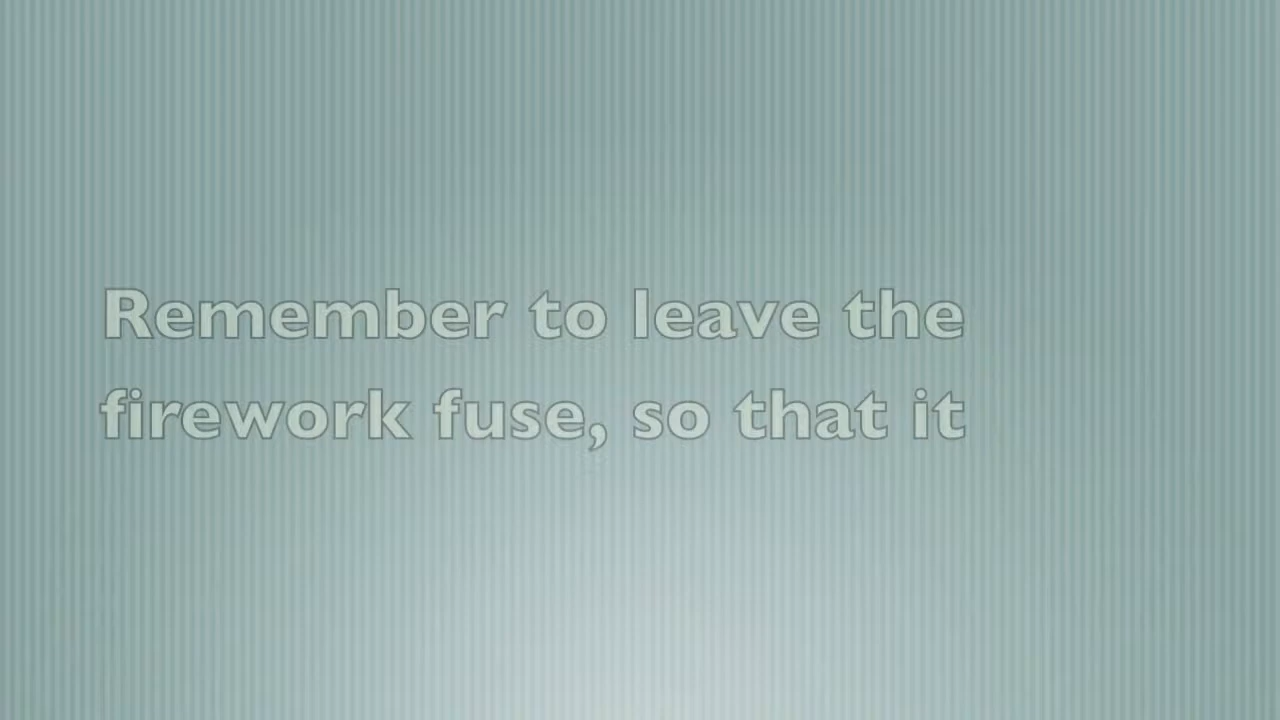 Remember to leave the
firework fuse, so that it